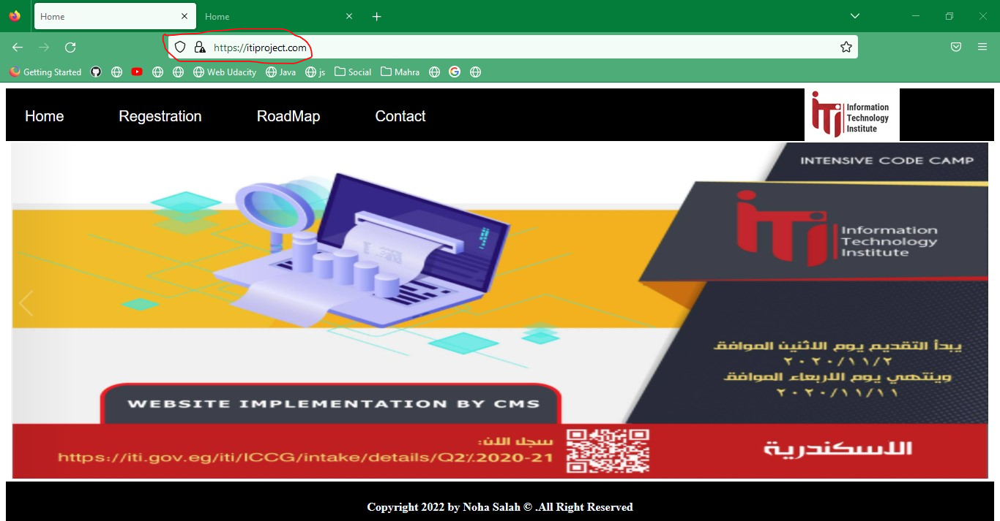 Home
Home
https://itiproject.com
Getting Started
Web Udacity
Java
js
Social
Mahra
Home
Regestration
RoadMap
Contact
Information
Technology
Institute
INTENSIVE CODE CAMP
iTi
Information
Technology
Institute
يبدأ التقديم يوم الاثنين الموافق
٢٠٢٠/١١/٢
وينتهي يوم الاربعاء الموافق
٢٠٢٠/١١/١١
WEBSITE IMPLEMENTATION BY CMS
سجل الان:
https://iti.gov.eg/iti/ICCG/intake/details/Q2٪2020-21
الاسكندرية
Copyright 2022 by Noha Salah © .All Right Reserved